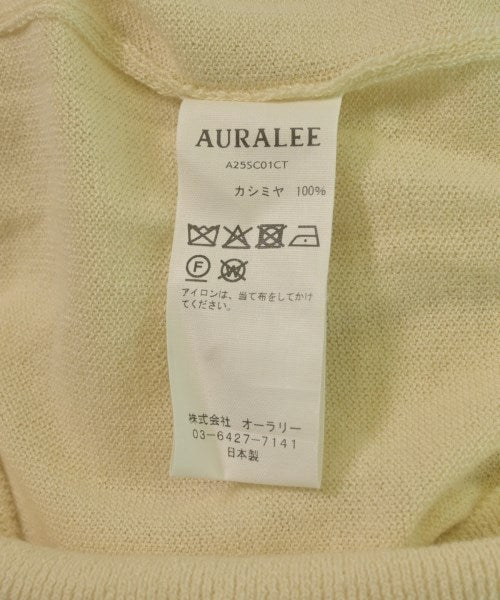 AURALEE
A25SC01CT
カシミヤ 100%
F W
アイロンは、当て布をしてかけ
てください。
株式会社 オーラリー
03-6427-7141
日本製